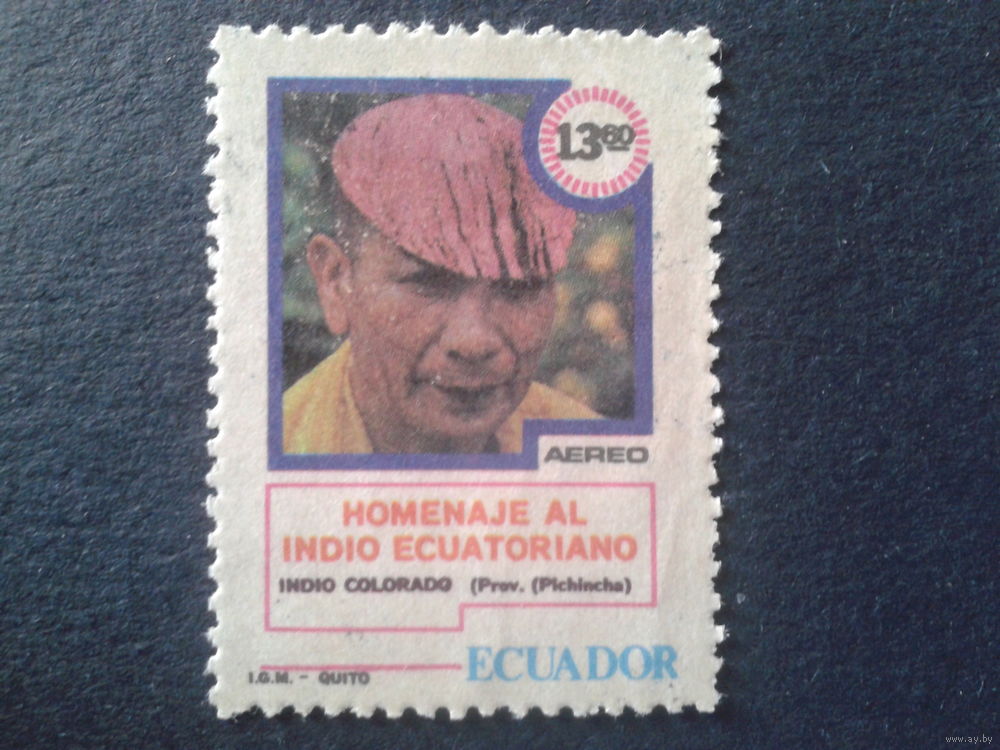 13.60
AEREO
HOMENAJE AL
INDIO ECUATORIANO
INDIO COLORADO (Prov. (Pichincha)
ECUADOR
I.G.M. - QUITO
www.ay.by